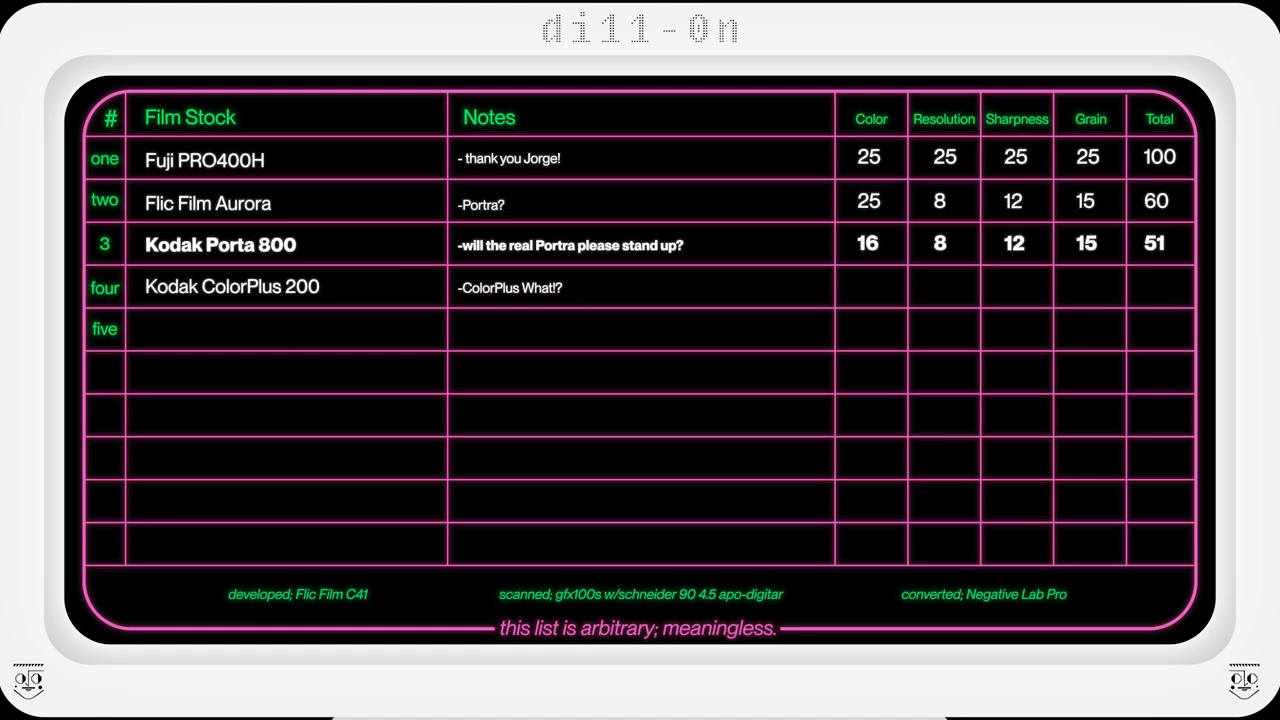 di11-0n
# Film Stock Notes Color Resolution Sharpness Grain Total
one Fuji PRO400H - thank you Jorge! 25 25 25 25 100
two Flic Film Aurora -Portra? 25 8 12 15 60
3 Kodak Porta 800 -will the real Portra please stand up? 16 8 12 15 51
four Kodak ColorPlus 200 -ColorPlus What!?
five
developed; Flic Film C41 scanned; gfx100s w/schneider 90 4.5 apo-digitar converted; Negative Lab Pro
this list is arbitrary; meaningless.